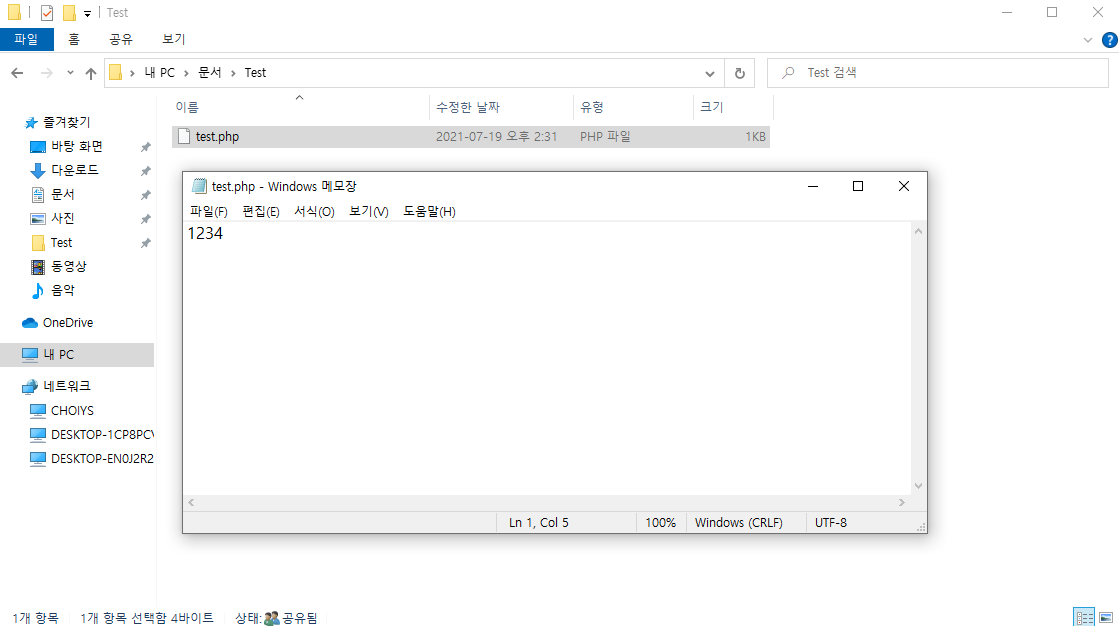 Test
파일 홈 공유 보기
내 PC 문서 Test Test 검색
이름 수정한 날짜 유형 크기
test.php 2021-07-19 오후 2:31 PHP 파일 1KB
즐겨찾기
바탕 화면
다운로드
문서
사진
Test
동영상
음악
OneDrive
내 PC
네트워크
CHOIYS
DESKTOP-1CP8PCV
DESKTOP-EN0J2R2
test.php - Windows 메모장
파일(F) 편집(E) 서식(O) 보기(V) 도움말(H)
1234
Ln 1, Col 5 100% Windows (CRLF) UTF-8
1개 항목 1개 항목 선택함 4바이트 상태: 공유됨